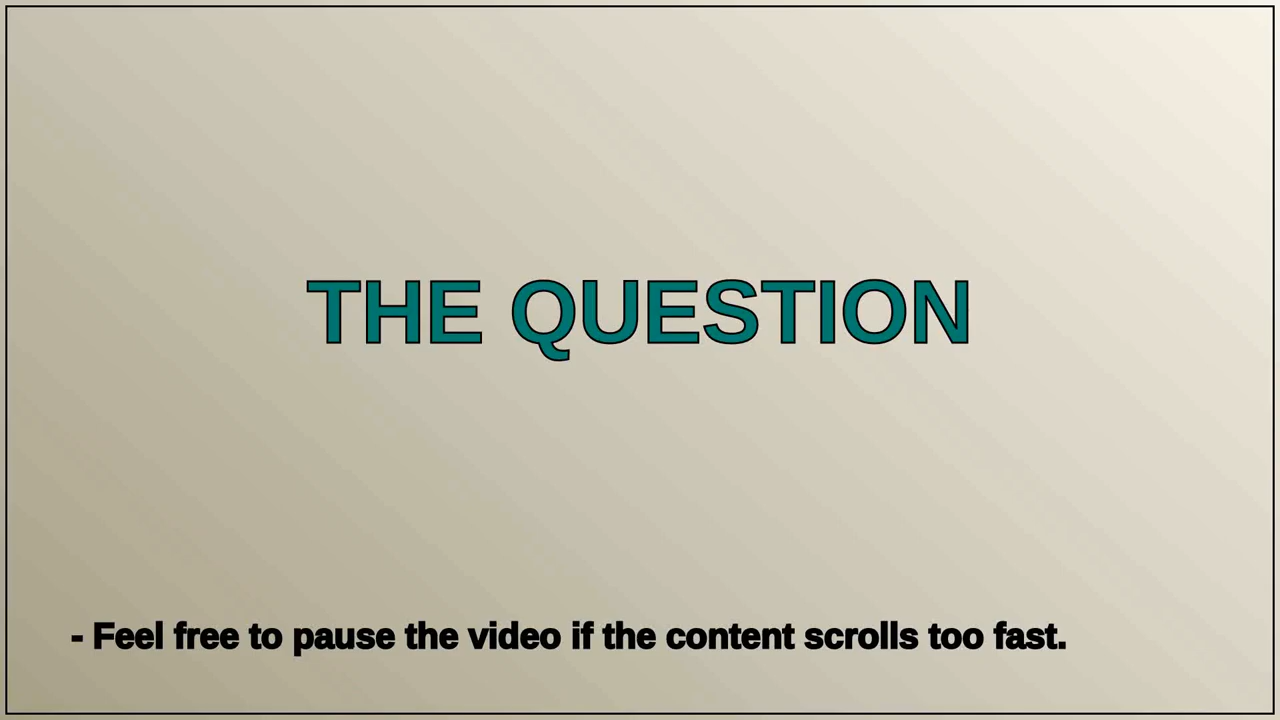 THE QUESTION
- Feel free to pause the video if the content scrolls too fast.